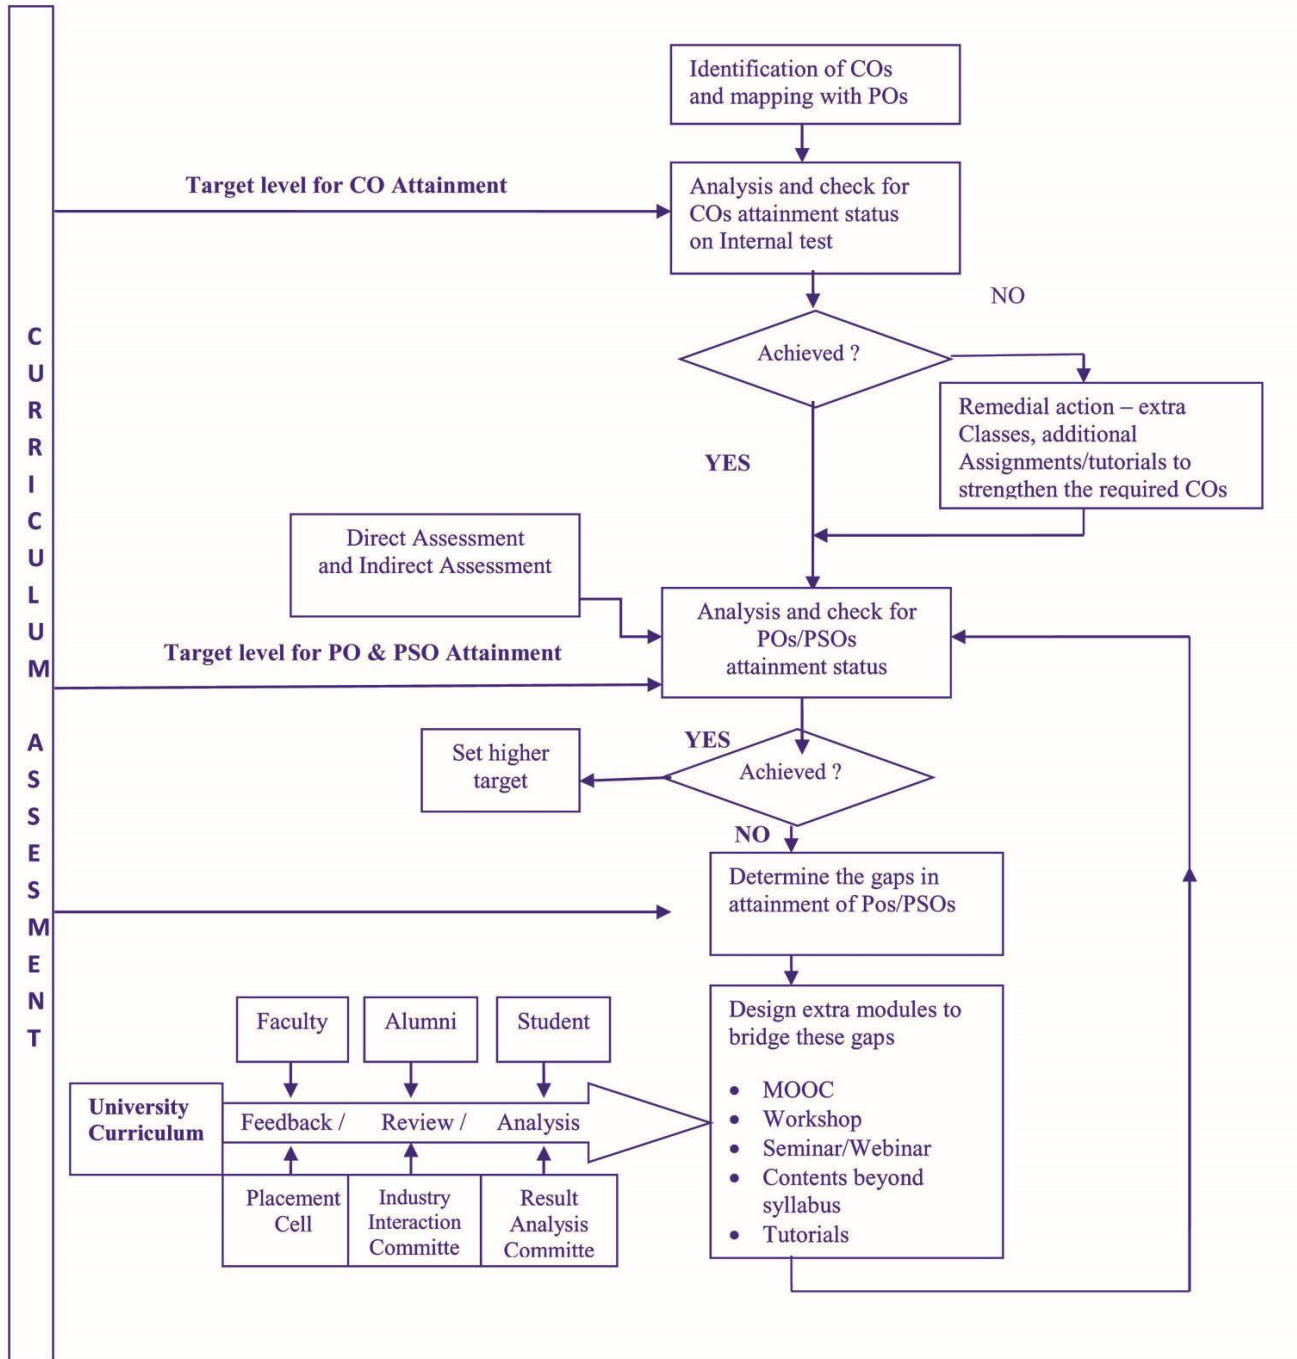 CURRICULUM ASSESSMENT
Identification of COs
and mapping with POs
Target level for CO Attainment
Analysis and check for
COs attainment status
on Internal test
NO
Achieved ?
Remedial action – extra
Classes, additional
Assignments/tutorials to
strengthen the required COs
YES
Direct Assessment
and Indirect Assessment
Analysis and check for
POs/PSOs
attainment status
Target level for PO & PSO Attainment
YES
Set higher
target
Achieved ?
NO
Determine the gaps in
attainment of Pos/PSOs
Design extra modules to
bridge these gaps
• MOOC
• Workshop
• Seminar/Webinar
• Contents beyond
syllabus
• Tutorials
Faculty
Alumni
Student
University
Curriculum
Feedback / Review / Analysis
Placement
Cell
Industry
Interaction
Committe
Result
Analysis
Committe